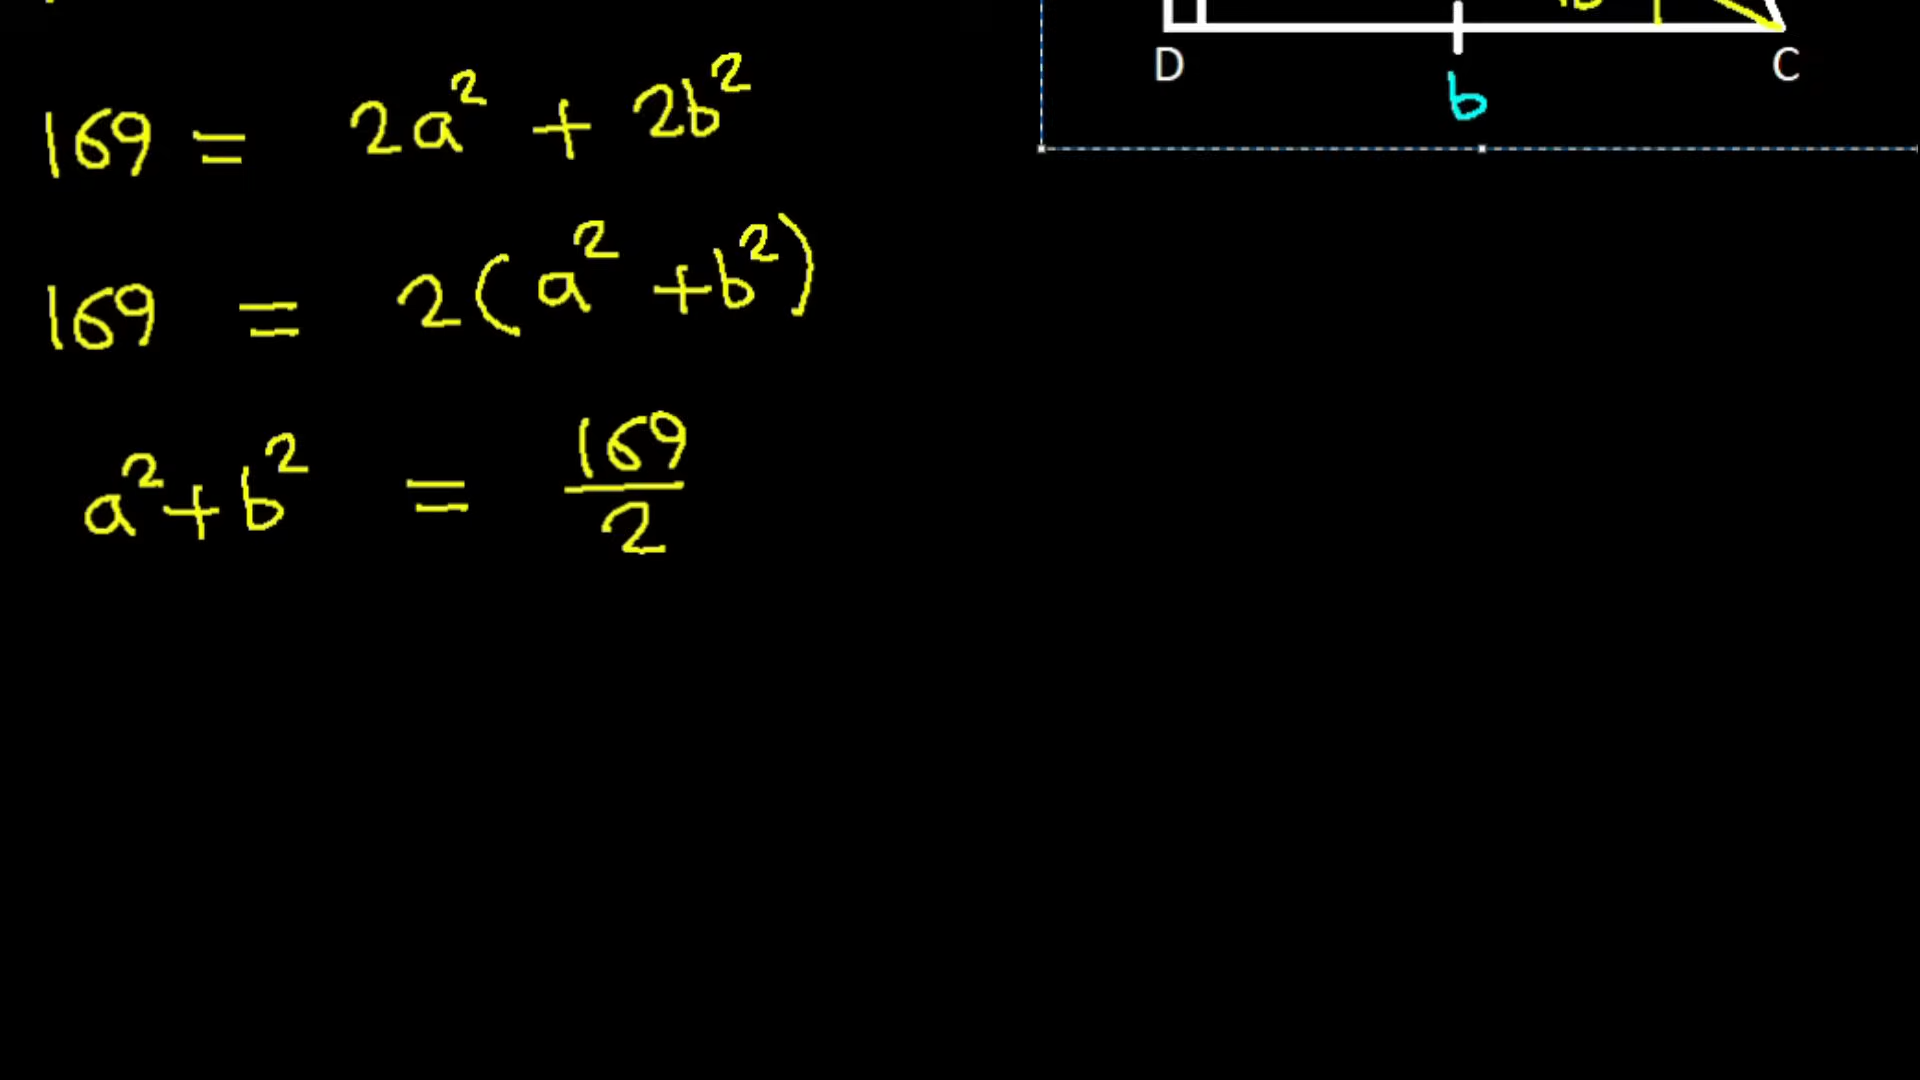 169 = 2a² + 2b²
169 = 2(a² + b²)
a² + b² = 169/2
D C
b